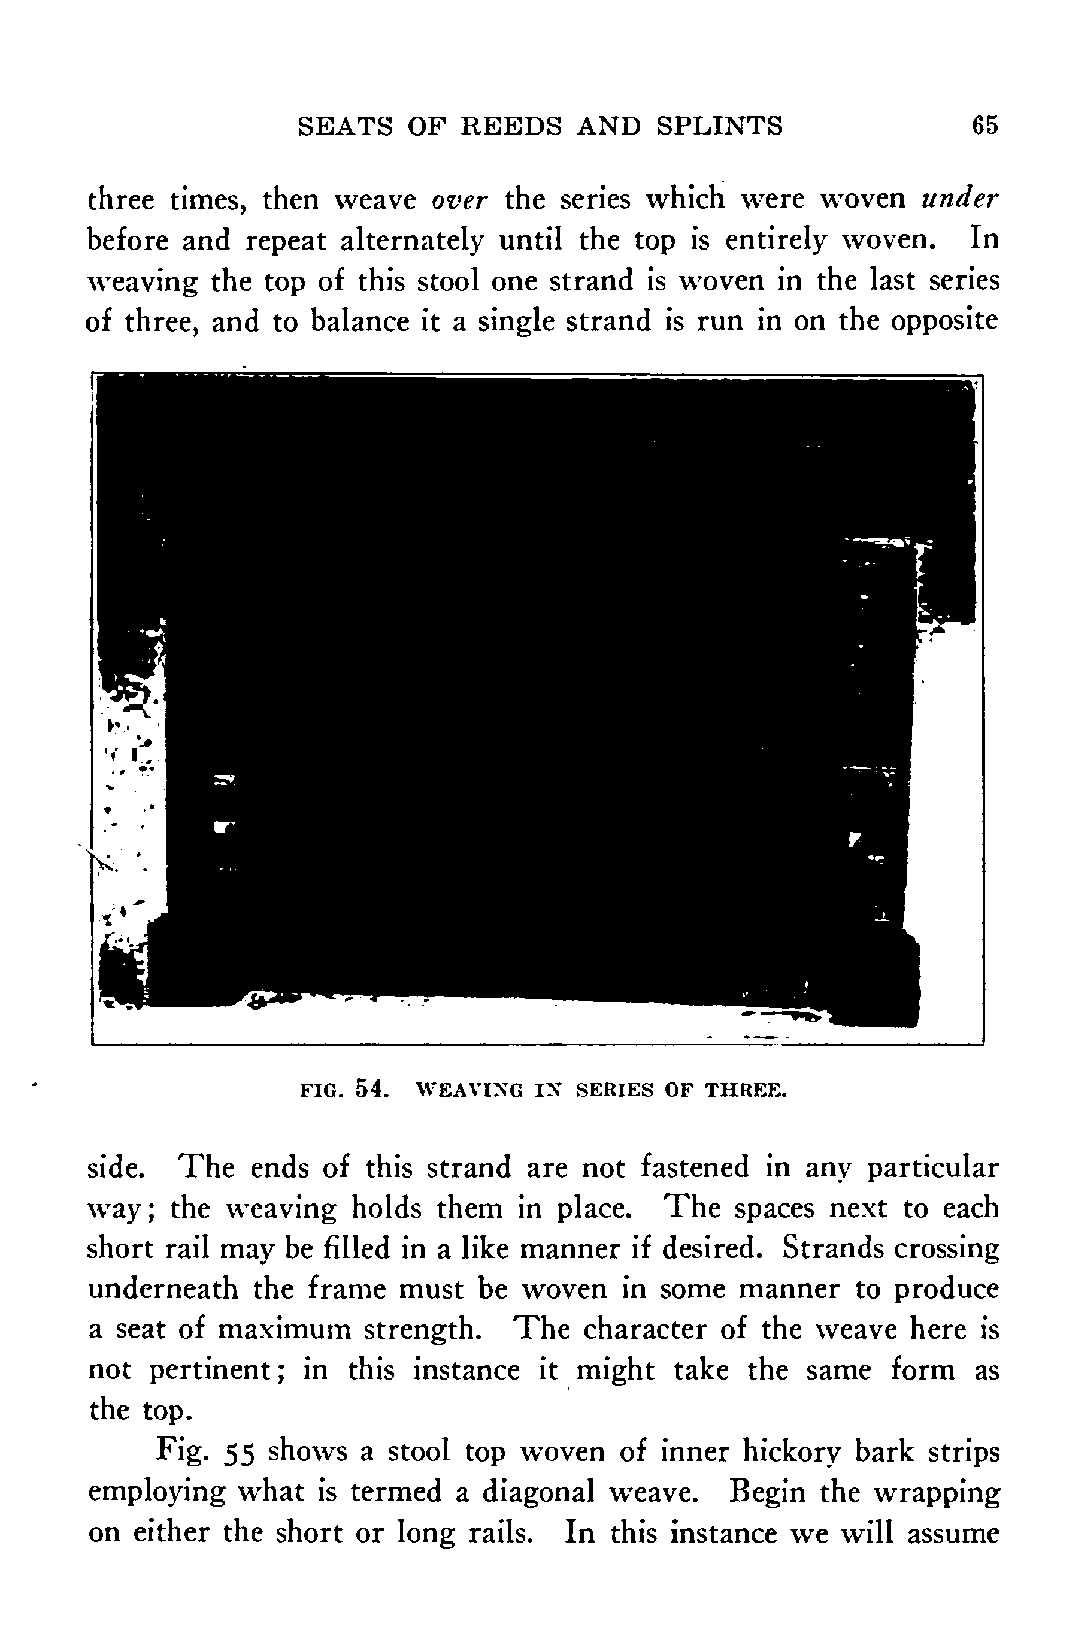 SEATS OF REEDS AND SPLINTS 65
three times, then weave over the series which were woven under
before and repeat alternately until the top is entirely woven. In
weaving the top of this stool one strand is woven in the last series
of three, and to balance it a single strand is run in on the opposite
FIG. 54. WEAVING IN SERIES OF THREE.
side. The ends of this strand are not fastened in any particular
way; the weaving holds them in place. The spaces next to each
short rail may be filled in a like manner if desired. Strands crossing
underneath the frame must be woven in some manner to produce
a seat of maximum strength. The character of the weave here is
not pertinent; in this instance it might take the same form as
the top.
Fig. 55 shows a stool top woven of inner hickory bark strips
employing what is termed a diagonal weave. Begin the wrapping
on either the short or long rails. In this instance we will assume